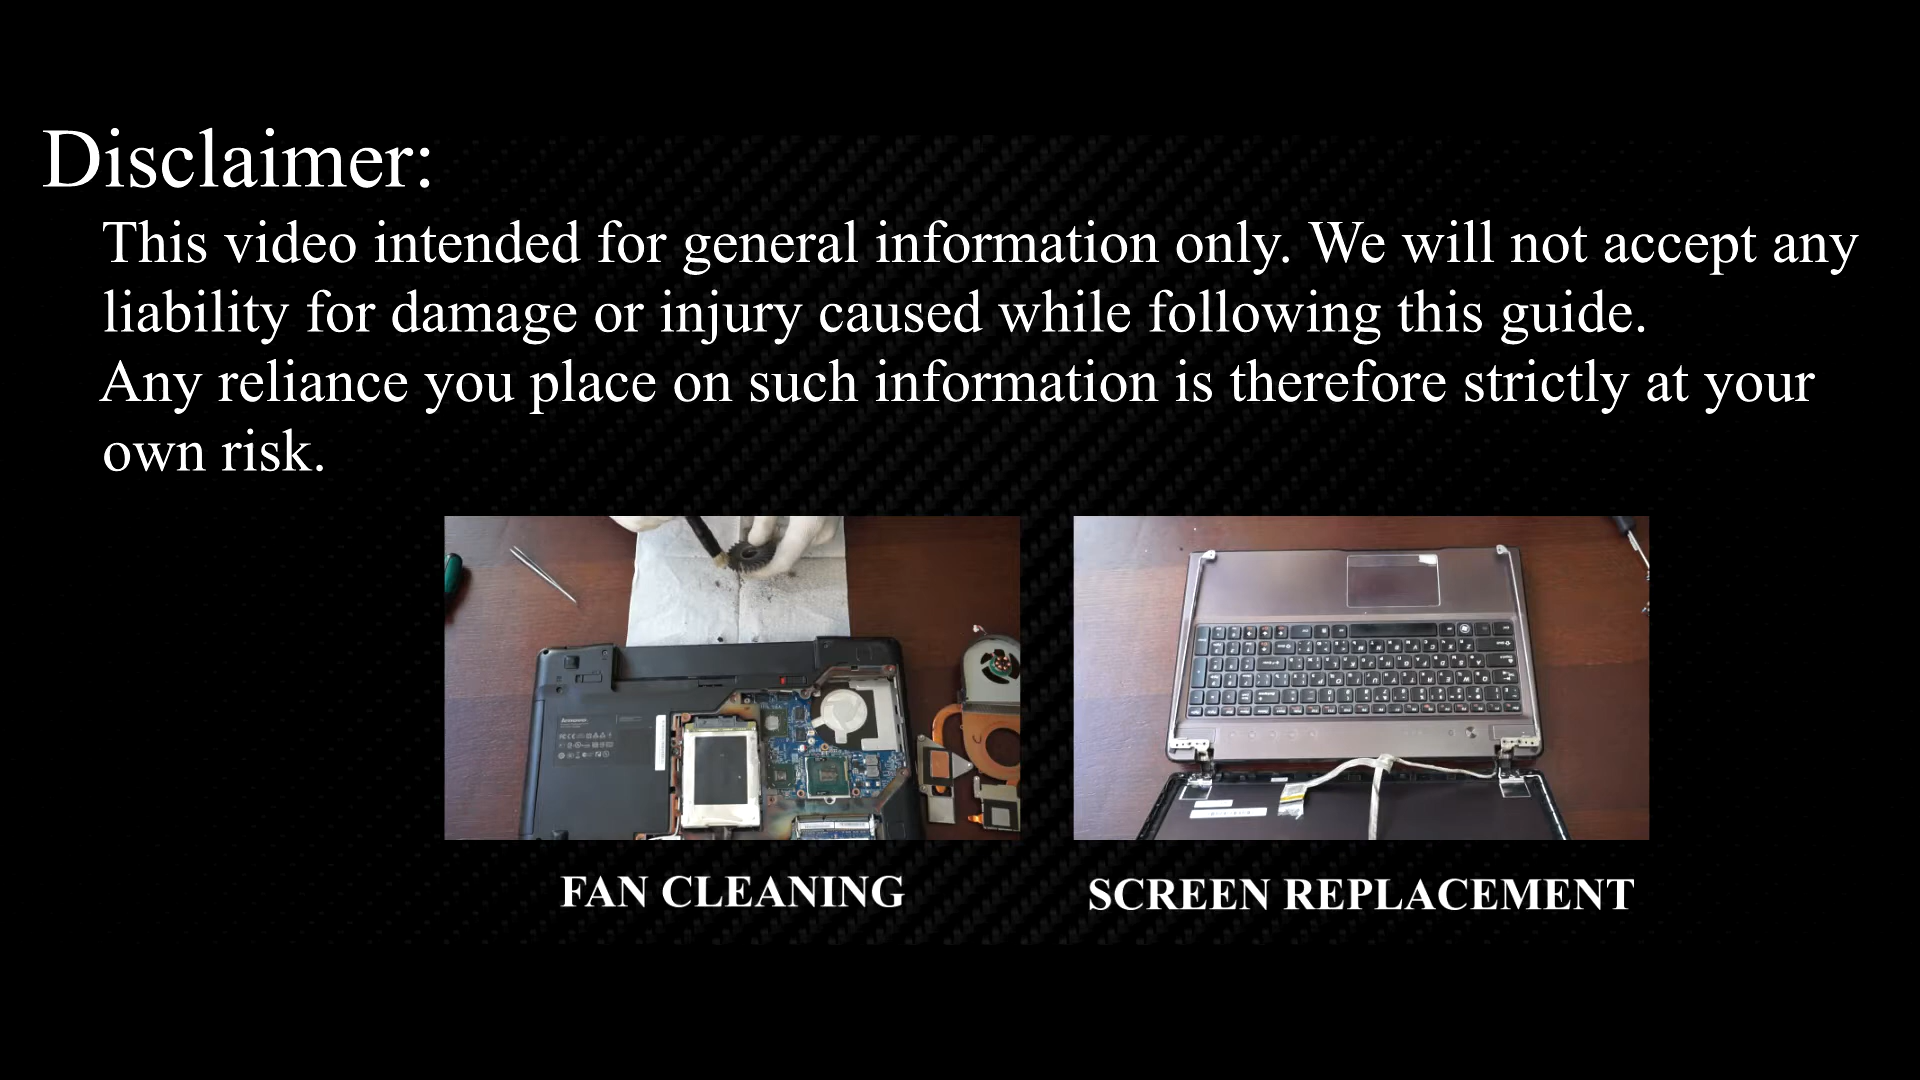 Disclaimer:
This video intended for general information only. We will not accept any
liability for damage or injury caused while following this guide.
Any reliance you place on such information is therefore strictly at your
own risk.
FAN CLEANING
SCREEN REPLACEMENT